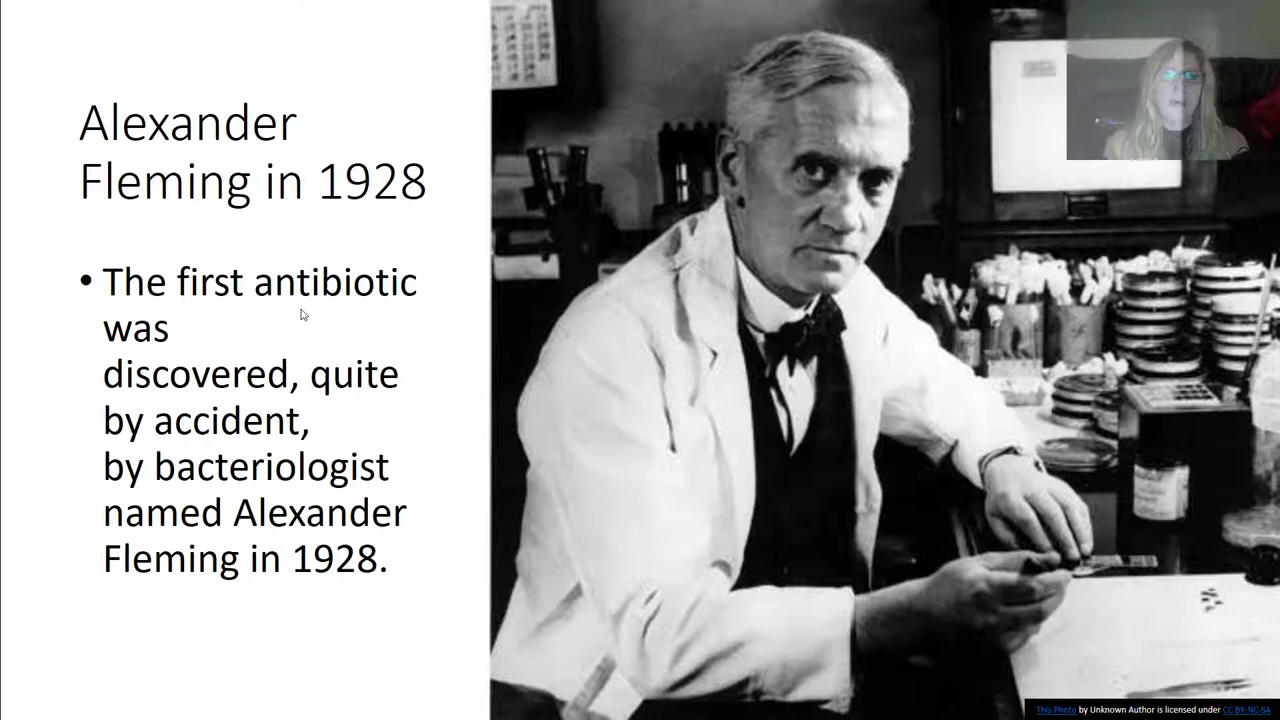 Alexander
Fleming in 1928
• The first antibiotic
was
discovered, quite
by accident,
by bacteriologist
named Alexander
Fleming in 1928.
This Photo by Unknown Author is licensed under CC BY-NC-SA